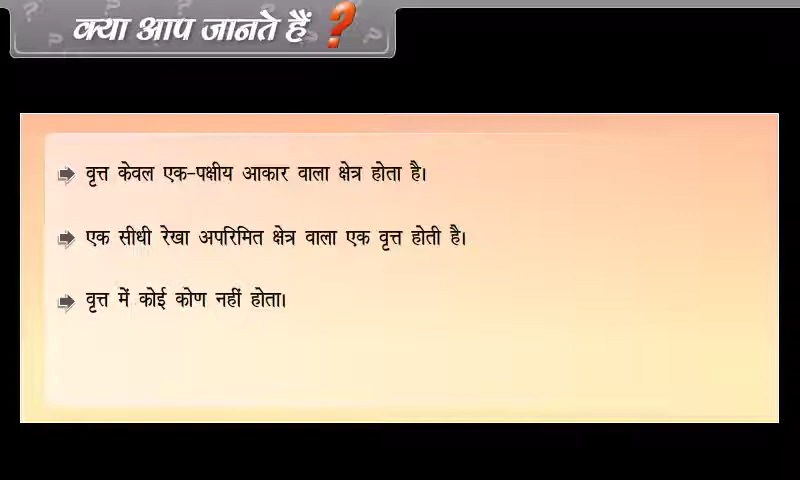 क्या आप जानते हैं ?
वृत्त केवल एक-पक्षीय आकार वाला क्षेत्र होता है।
एक सीधी रेखा अपरिमित क्षेत्र वाला एक वृत्त होती है।
वृत्त में कोई कोण नहीं होता।